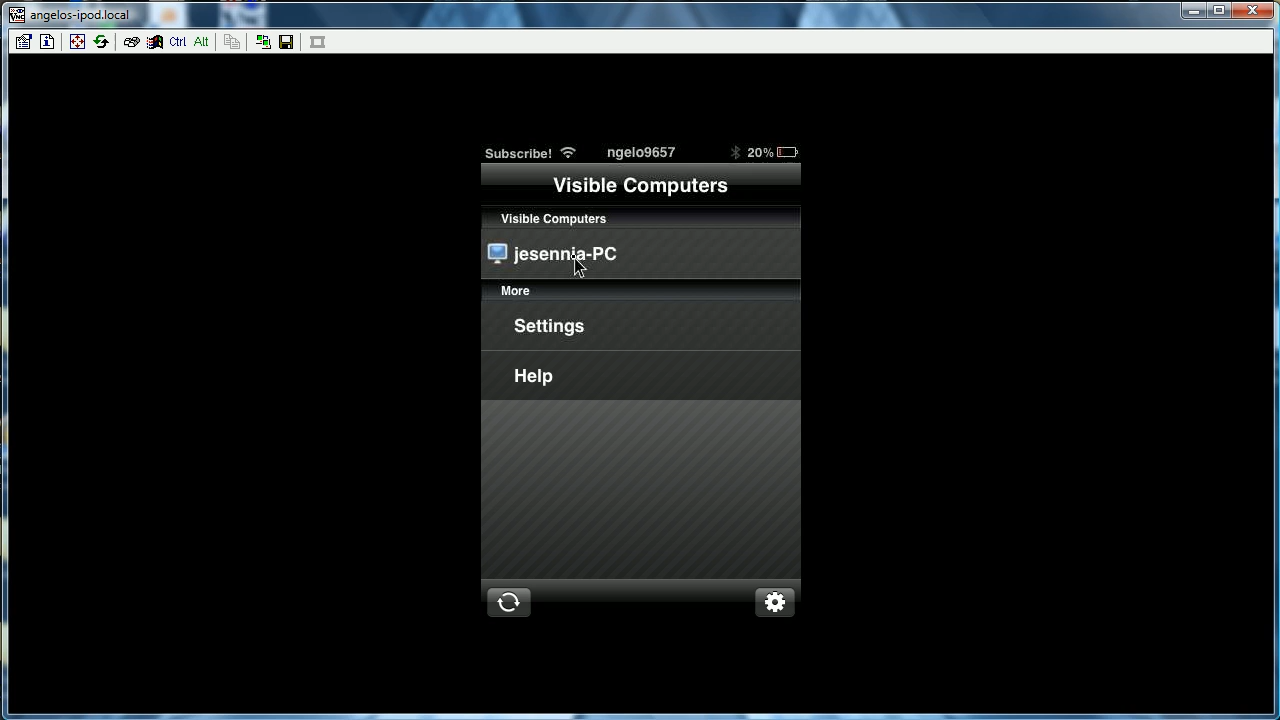 angelos-ipod.local
Ctrl Alt
Subscribe! ngelo9657 20%
Visible Computers
Visible Computers
jesennia-PC
More
Settings
Help